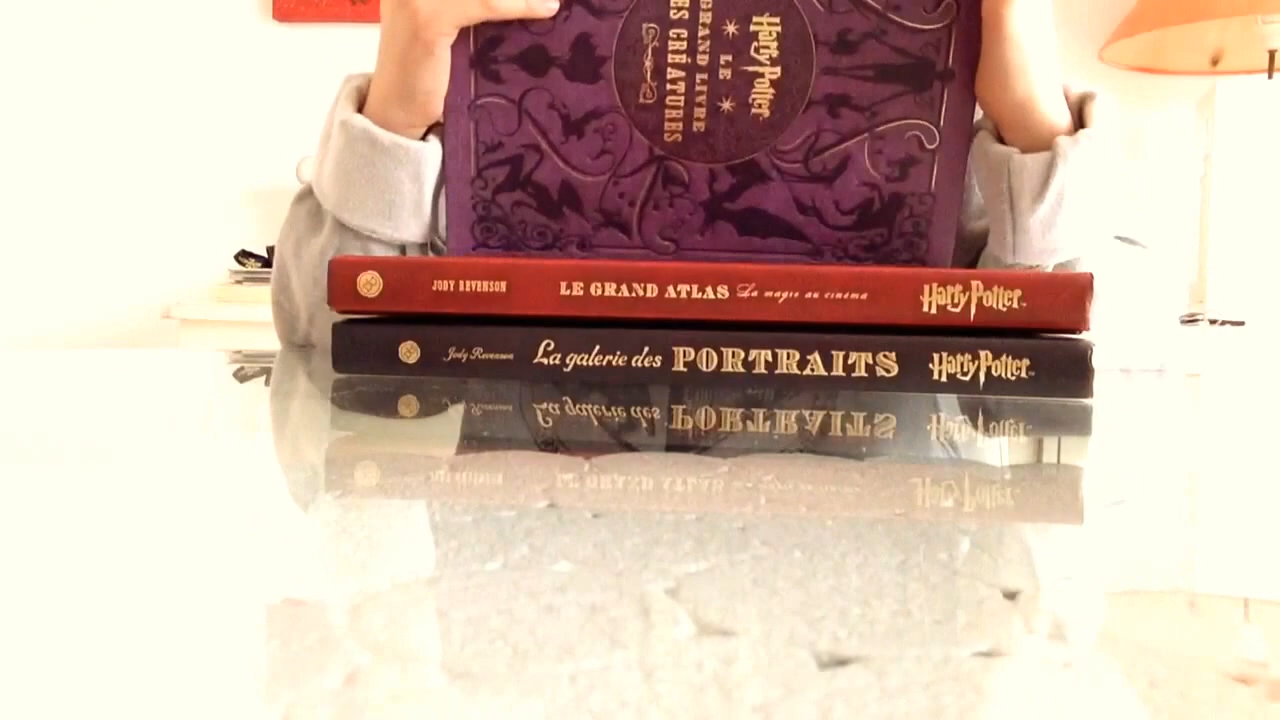 Harry Potter
LE
GRAND LIVRE
ES CRÉATURES
JODY REVENSON LE GRAND ATLAS La magie au cinéma Harry Potter
Jody Revenson La galerie des PORTRAITS Harry Potter